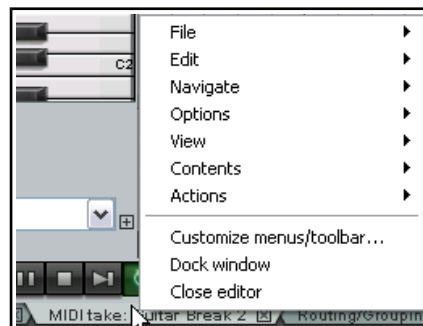 File
Edit
C2
Navigate
Options
View
Contents
Actions
Customize menus/toolbar...
Dock window
Close editor
MIDI take: Guitar Break 2
Routing/Groupin